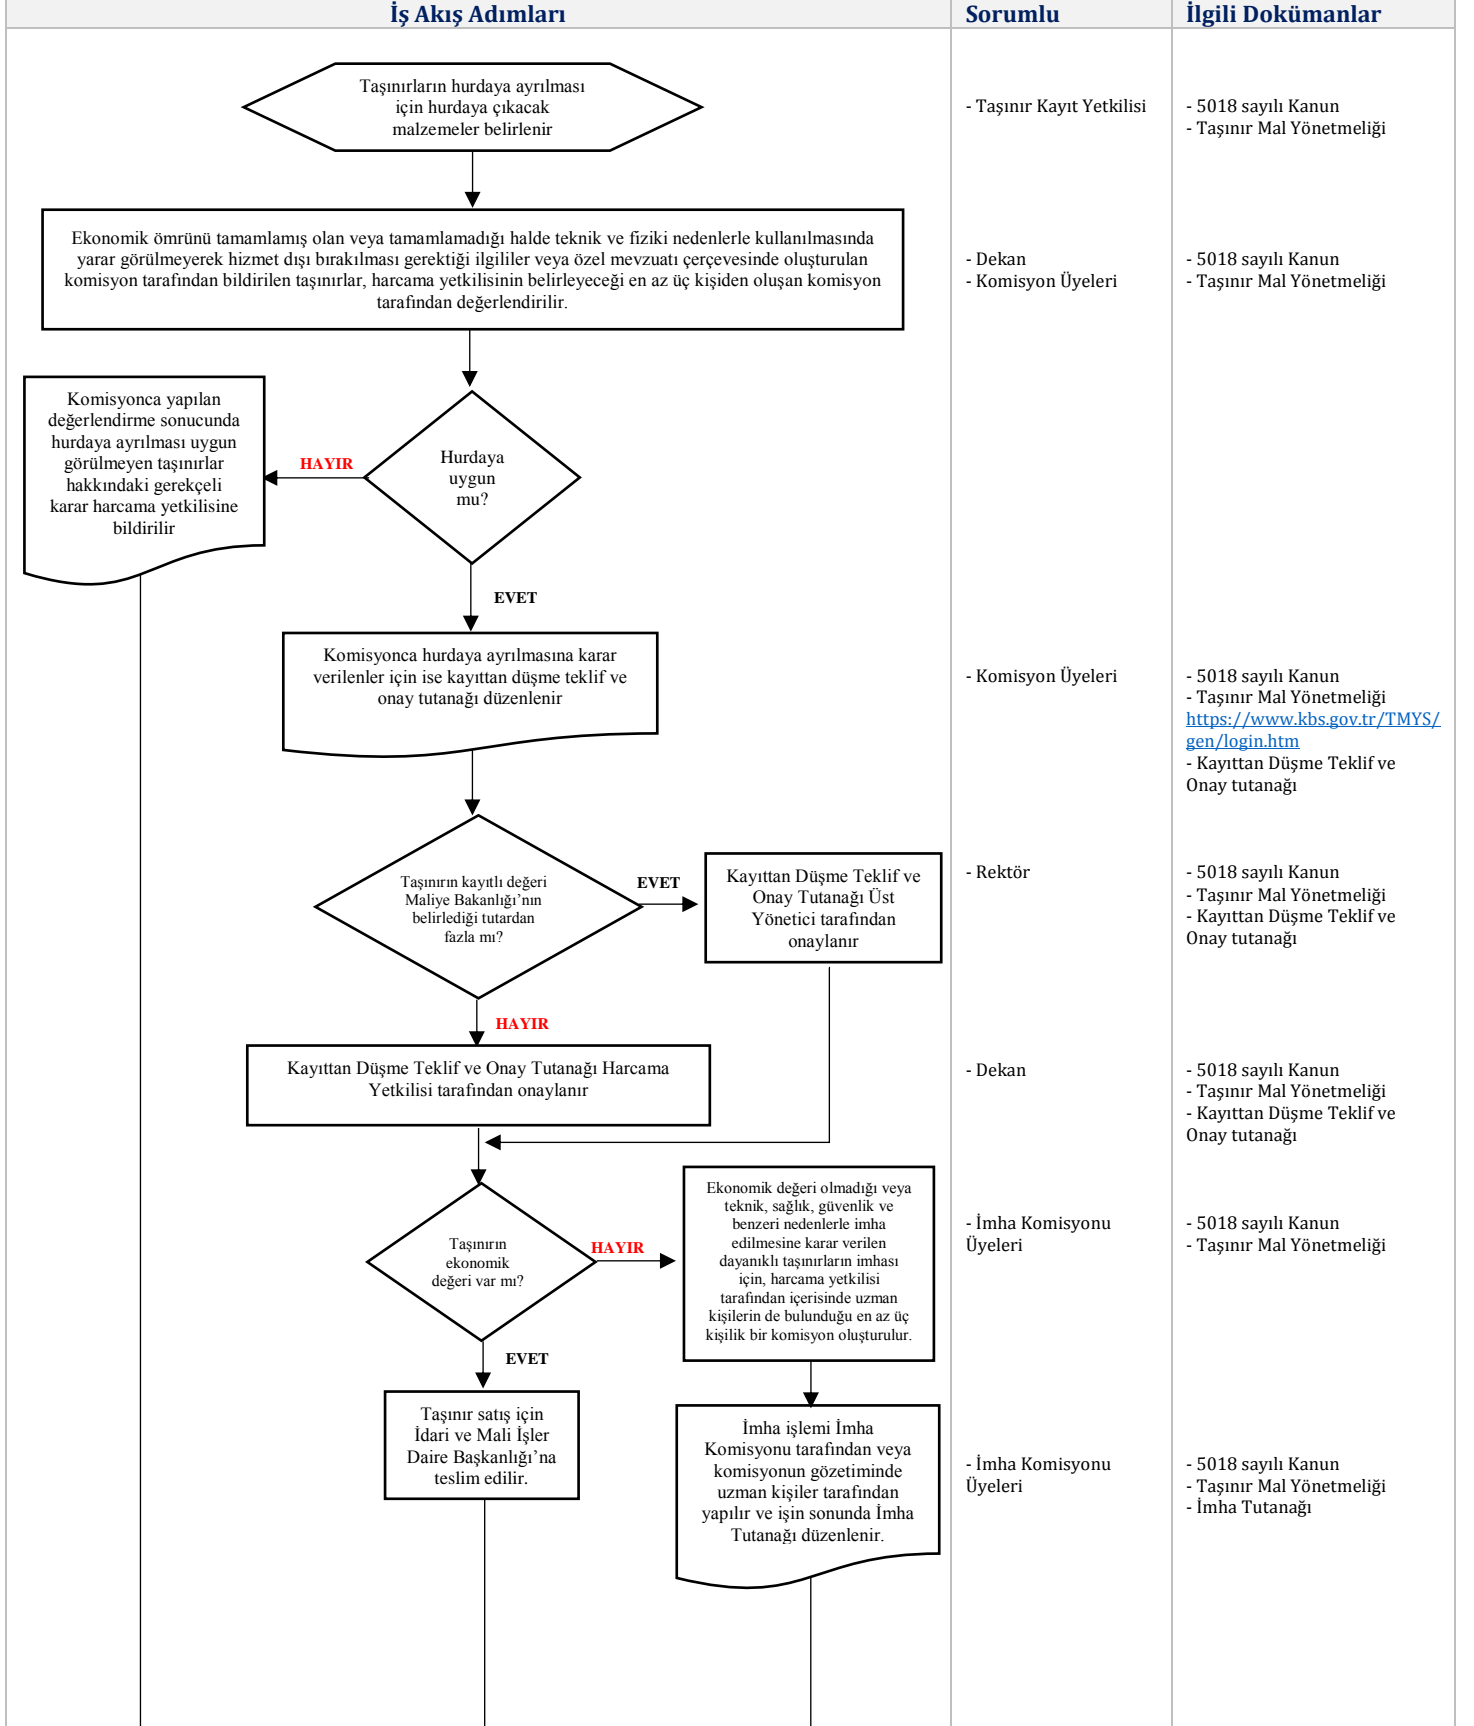 İş Akış Adımları
Sorumlu
İlgili Dokümanlar
Taşınırların hurdaya ayrılması
için hurdaya çıkacak
malzemeler belirlenir
- Taşınır Kayıt Yetkilisi
- 5018 sayılı Kanun
- Taşınır Mal Yönetmeliği
Ekonomik ömrünü tamamlamış olan veya tamamlamadığı halde teknik ve fiziki nedenlerle kullanılmasında
yarar görülmeyerek hizmet dışı bırakılması gerektiği ilgililer veya özel mevzuatı çerçevesinde oluşturulan
komisyon tarafından bildirilen taşınırlar, harcama yetkilisinin belirleyeceği en az üç kişiden oluşan komisyon
tarafından değerlendirilir.
- Dekan
- Komisyon Üyeleri
- 5018 sayılı Kanun
- Taşınır Mal Yönetmeliği
Komisyonca yapılan
değerlendirme sonucunda
hurdaya ayrılması uygun
görülmeyen taşınırlar
hakkındaki gerekçeli
karar harcama yetkilisine
bildirilir
HAYIR
Hurdaya
uygun
mu?
EVET
Komisyonca hurdaya ayrılmasına karar
verilenler için ise kayıttan düşme teklif ve
onay tutanağı düzenlenir
- Komisyon Üyeleri
- 5018 sayılı Kanun
- Taşınır Mal Yönetmeliği
https://www.kbs.gov.tr/TMYS/
gen/login.htm
- Kayıttan Düşme Teklif ve
Onay tutanağı
Taşınırın kayıtlı değeri
Maliye Bakanlığı’nın
belirlediği tutardan
fazla mı?
EVET
Kayıttan Düşme Teklif ve
Onay Tutanağı Üst
Yönetici tarafından
onaylanır
- Rektör
- 5018 sayılı Kanun
- Taşınır Mal Yönetmeliği
- Kayıttan Düşme Teklif ve
Onay tutanağı
HAYIR
Kayıttan Düşme Teklif ve Onay Tutanağı Harcama
Yetkilisi tarafından onaylanır
- Dekan
- 5018 sayılı Kanun
- Taşınır Mal Yönetmeliği
- Kayıttan Düşme Teklif ve
Onay tutanağı
Taşınırın
ekonomik
değeri var mı?
HAYIR
Ekonomik değeri olmadığı veya
teknik, sağlık, güvenlik ve
benzeri nedenlerle imha
edilmesine karar verilen
dayanıklı taşınırların imhası
için, harcama yetkilisi
tarafından içerisinde uzman
kişilerin de bulunduğu en az üç
kişilik bir komisyon oluşturulur.
- İmha Komisyonu
Üyeleri
- 5018 sayılı Kanun
- Taşınır Mal Yönetmeliği
EVET
Taşınır satış için
İdari ve Mali İşler
Daire Başkanlığı’na
teslim edilir.
İmha işlemi İmha
Komisyonu tarafından veya
komisyonun gözetiminde
uzman kişiler tarafından
yapılır ve işin sonunda İmha
Tutanağı düzenlenir.
- İmha Komisyonu
Üyeleri
- 5018 sayılı Kanun
- Taşınır Mal Yönetmeliği
- İmha Tutanağı